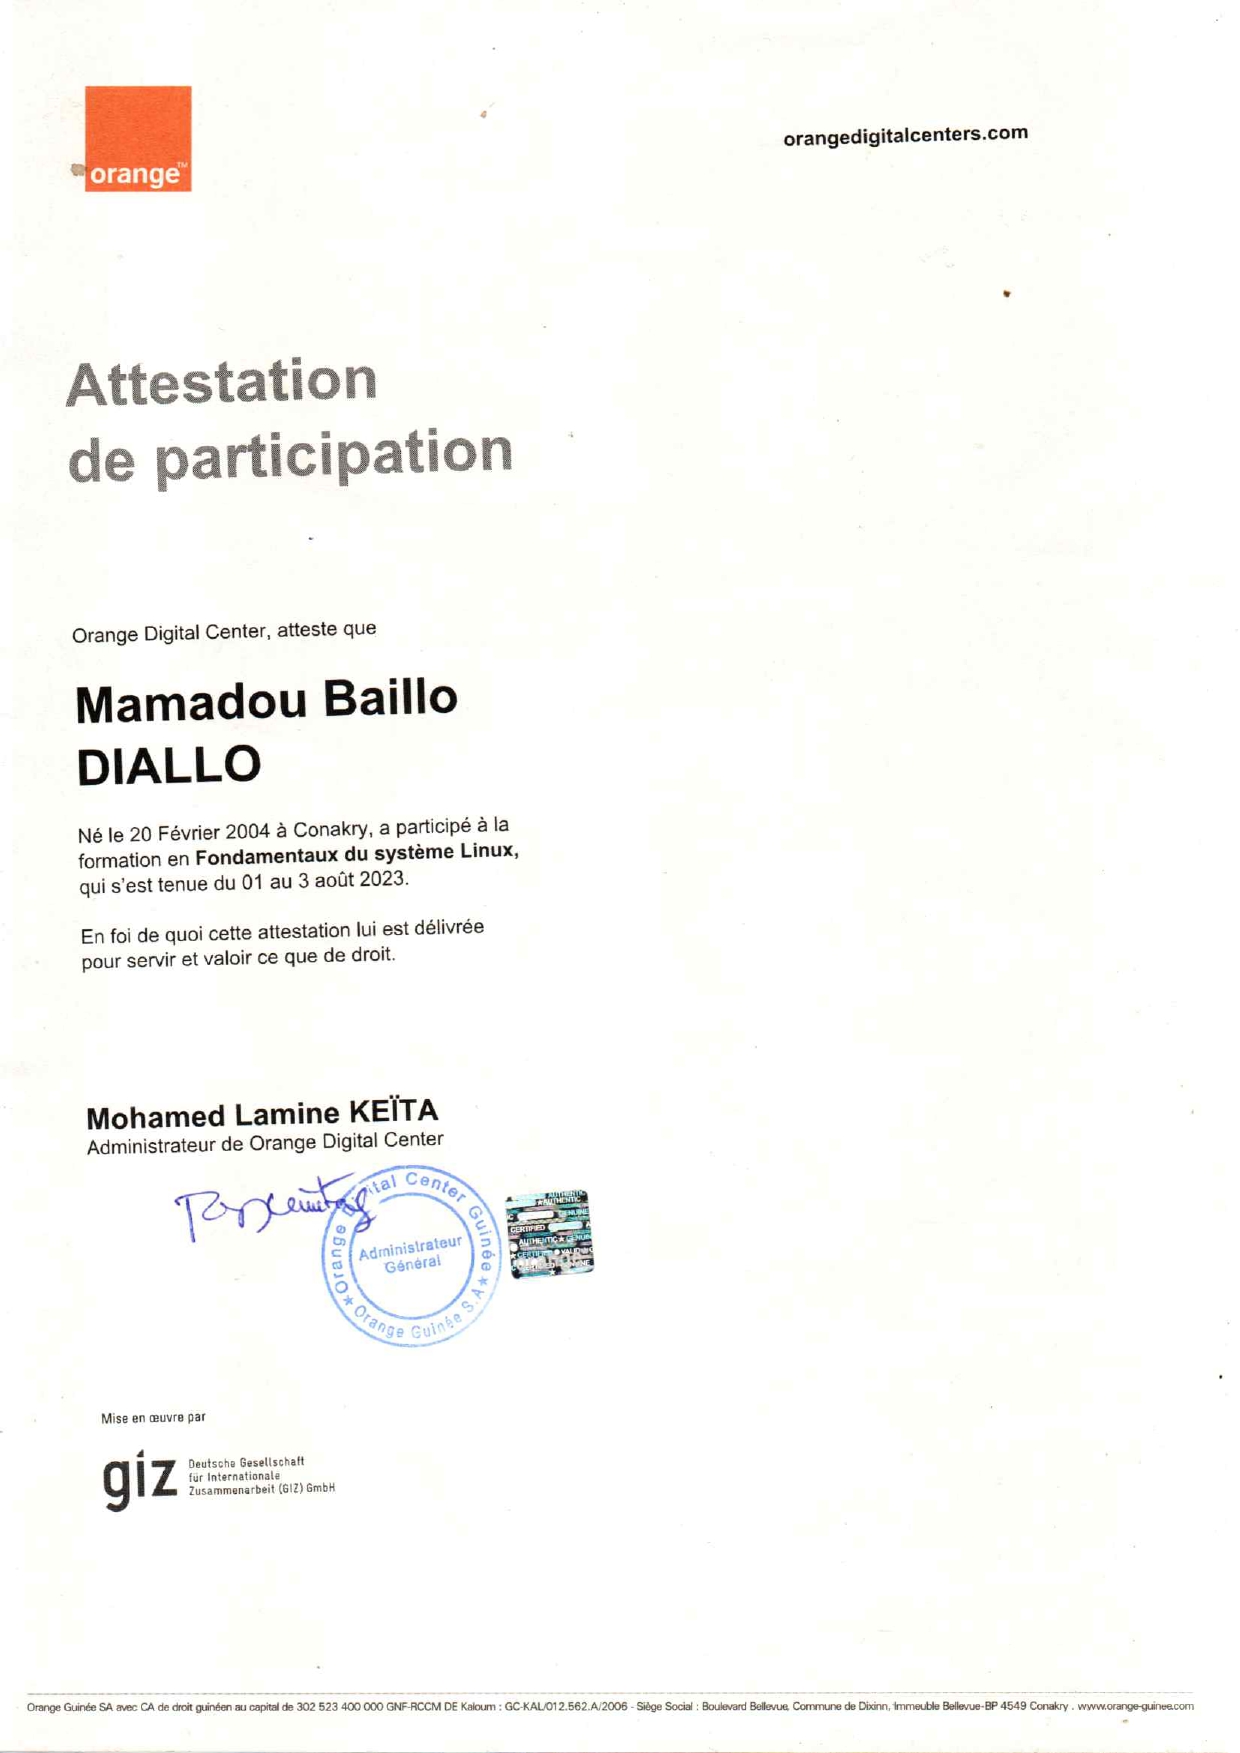 orange™
orangedigitalcenters.com
Attestation
de participation
Orange Digital Center, atteste que
Mamadou Baillo
DIALLO
Né le 20 Février 2004 à Conakry, a participé à la
formation en Fondamentaux du système Linux,
qui s'est tenue du 01 au 3 août 2023.
En foi de quoi cette attestation lui est délivrée
pour servir et valoir ce que de droit.
Mohamed Lamine KEÏTA
Administrateur de Orange Digital Center
Orange Digital Center Guinée
Administrateur
Général
Orange Guinée S.A
AUTHENTIC
CERTIFIED
AUTHENTIC ★ GENUINE
Mise en œuvre par
giz
Deutsche Gesellschaft
für Internationale
Zusammenarbeit (GIZ) GmbH
Orange Guinée SA avec CA de droit guinéen au capital de 302 523 400 000 GNF-RCCM DE Kaloum : GC-KAL/012.562.A/2006 - Siège Social : Boulevard Bellevue, Commune de Dixinn, Immeuble Bellevue-BP 4549 Conakry . www.orange-guinee.com